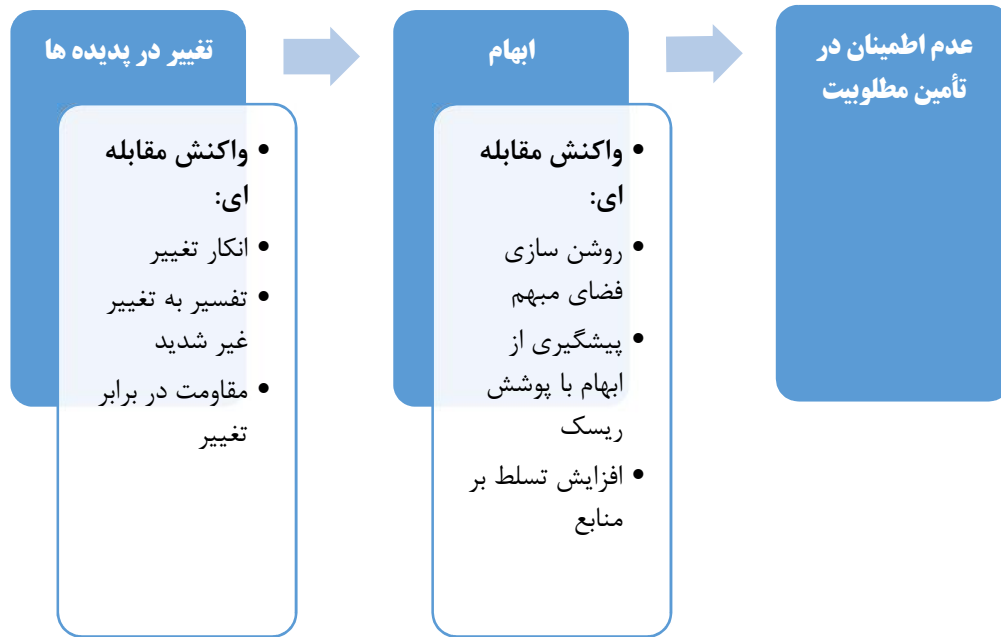 تغییر در پدیده ها
• واکنش مقابله
ای:
• انکار تغییر
• تفسیر به تغییر
غیر شدید
• مقاومت در برابر
تغییر
ابهام
• واکنش مقابله
ای:
• روشن سازی
فضای مبهم
• پیشگیری از
ابهام با پوشش
ریسک
• افزایش تسلط بر
منابع
عدم اطمینان در
تأمین مطلوبیت